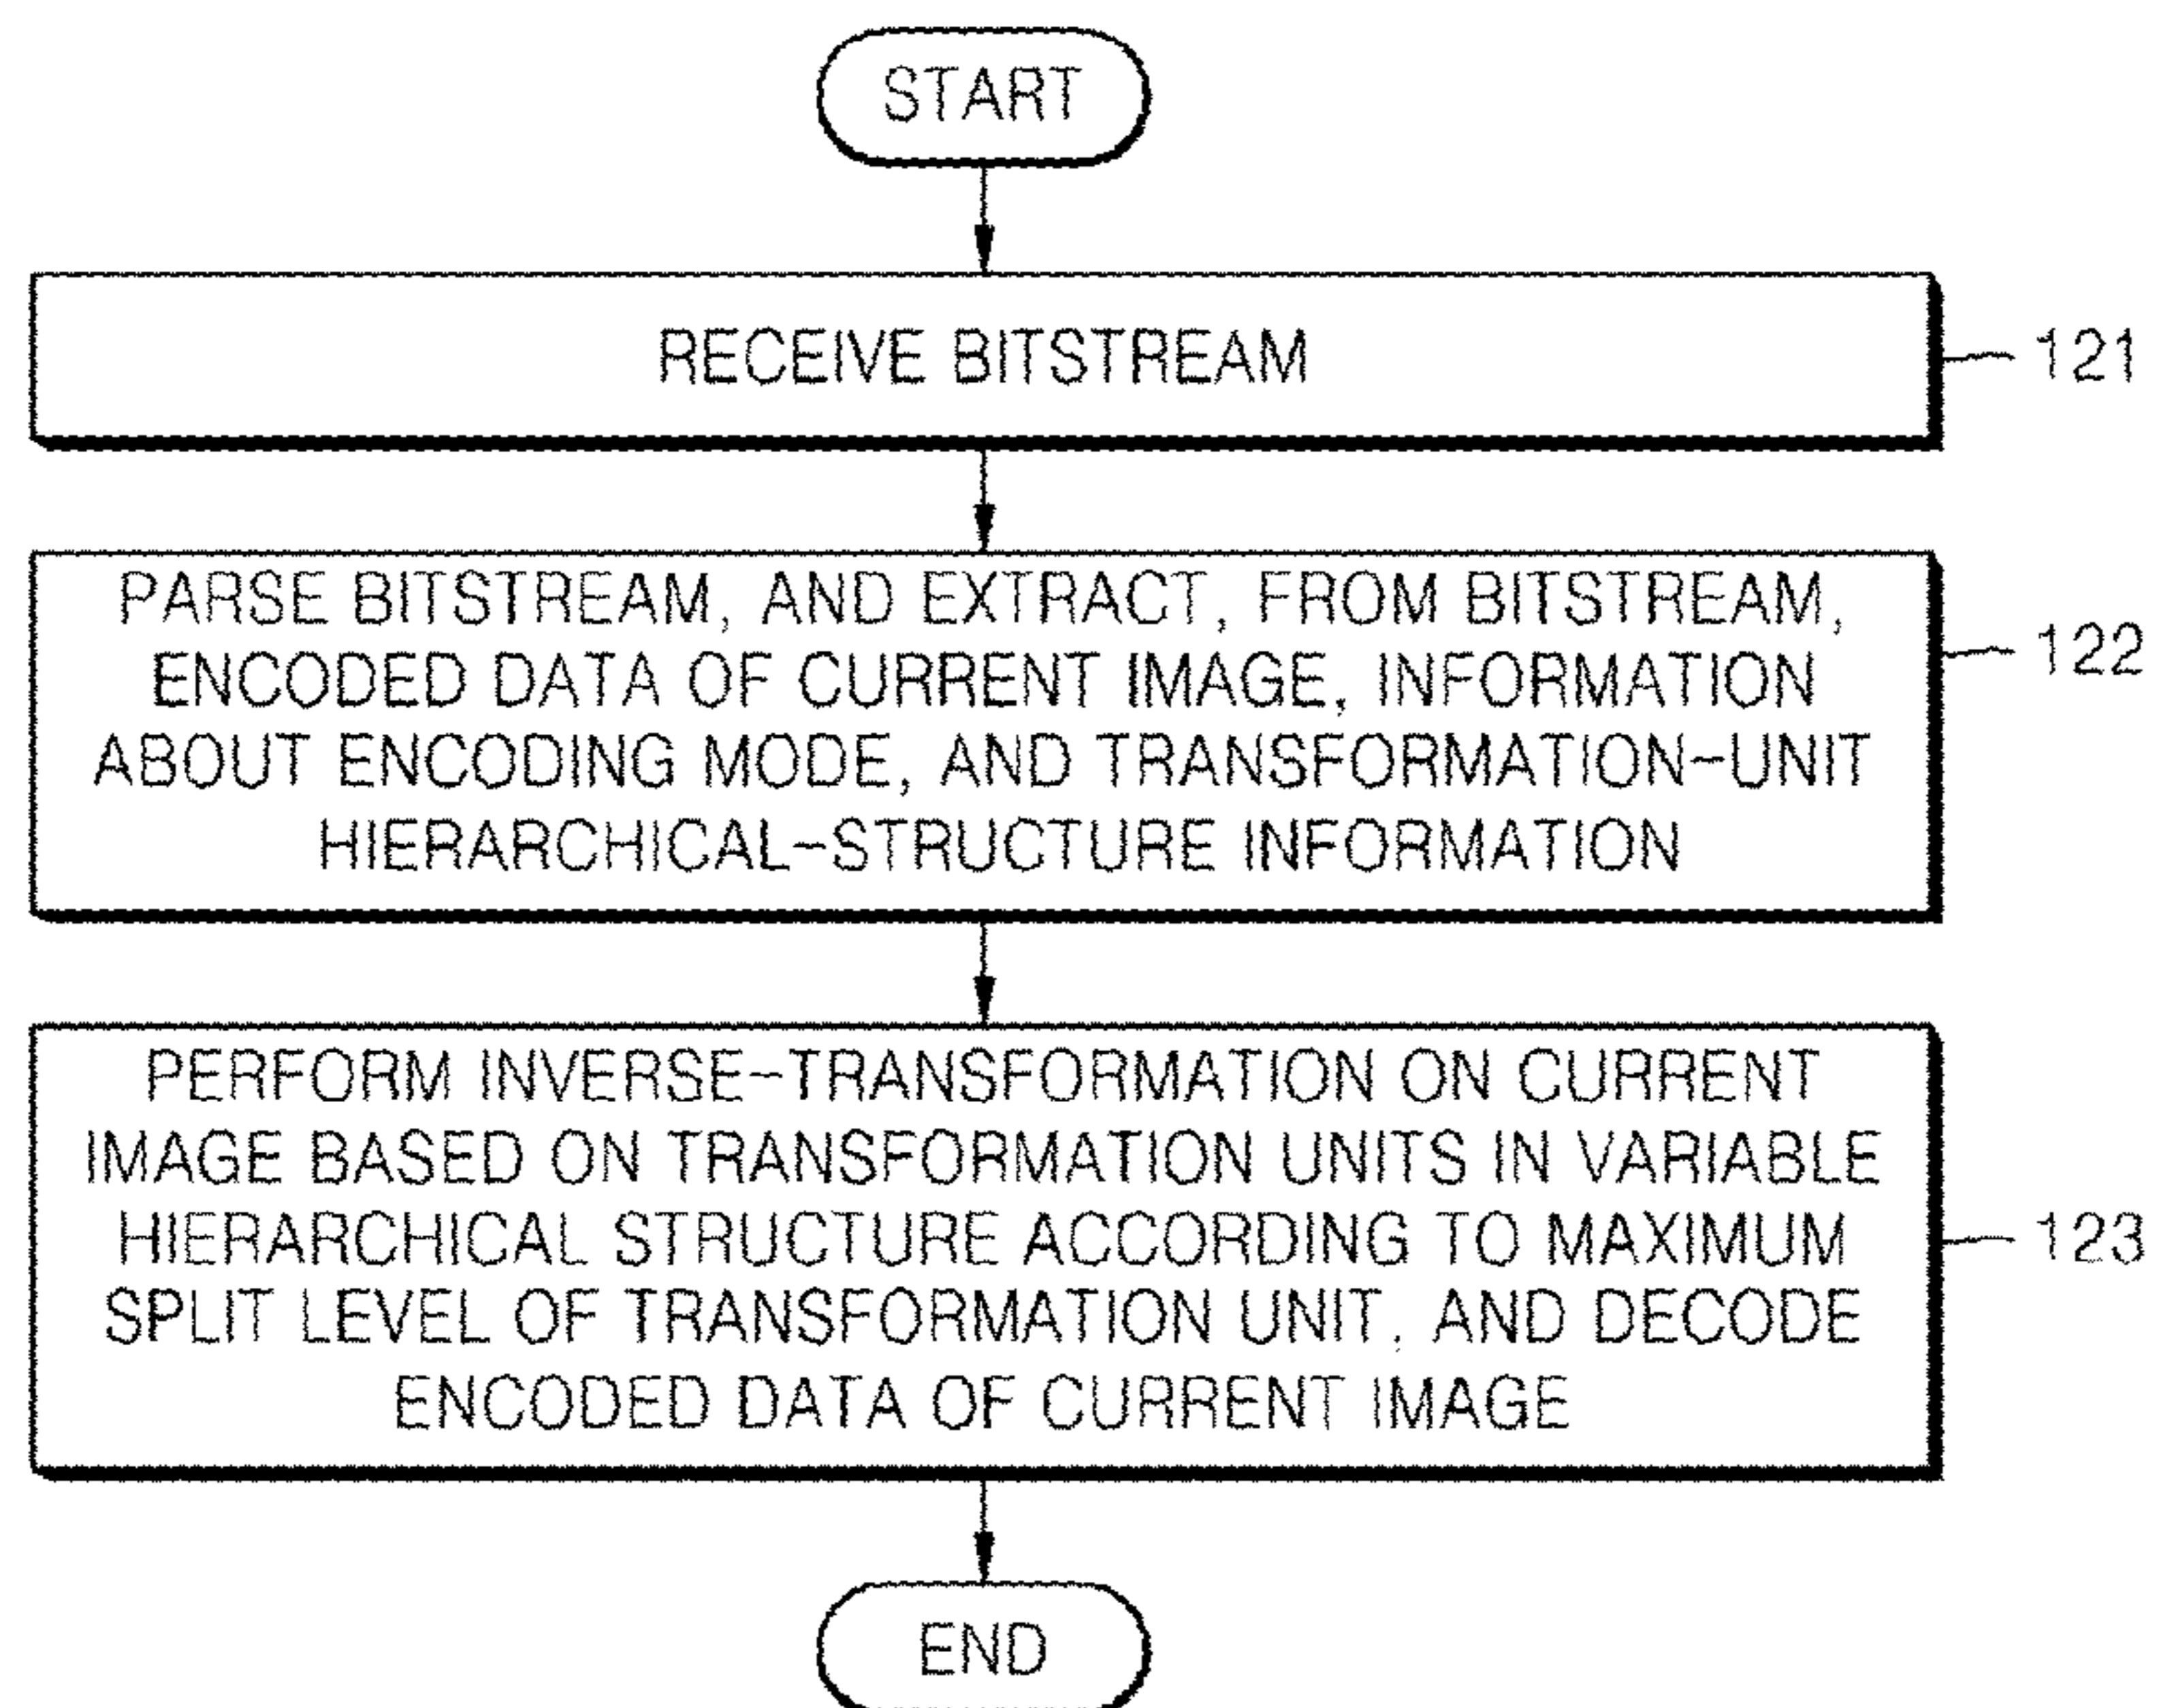 START
RECEIVE BITSTREAM
121
PARSE BITSTREAM, AND EXTRACT, FROM BITSTREAM,
ENCODED DATA OF CURRENT IMAGE, INFORMATION
ABOUT ENCODING MODE, AND TRANSFORMATION-UNIT
HIERARCHICAL-STRUCTURE INFORMATION
122
PERFORM INVERSE-TRANSFORMATION ON CURRENT
IMAGE BASED ON TRANSFORMATION UNITS IN VARIABLE
HIERARCHICAL STRUCTURE ACCORDING TO MAXIMUM
SPLIT LEVEL OF TRANSFORMATION UNIT, AND DECODE
ENCODED DATA OF CURRENT IMAGE
123
END